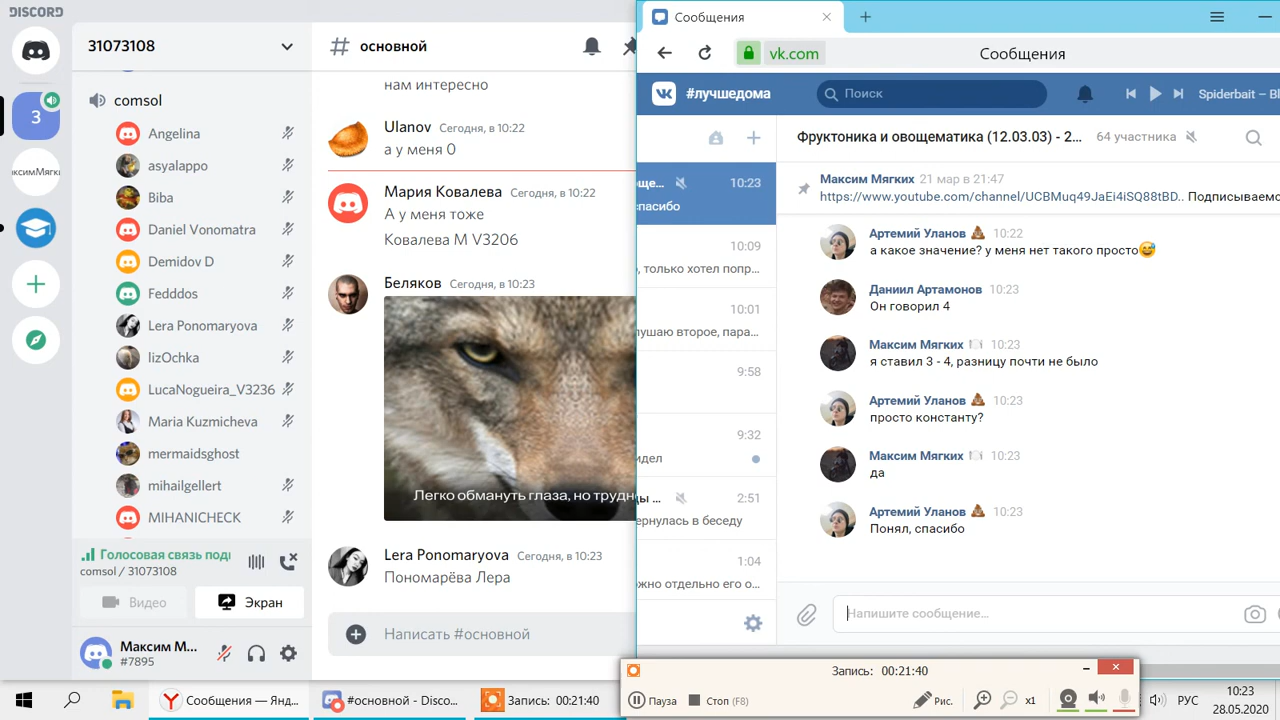 DISCORD
31073108
comsol
Angelina
asyalappo
Biba
Daniel Vonomatra
Demidov D
Fedddos
Lera Ponomaryova
lizOchka
LucaNogueira_V3236
Maria Kuzmicheva
mermaidsghost
mihailgellert
MIHANICHECK
Голосовая связь подк
comsol / 31073108
Видео
Экран
Максим М...
#7895
3
# основной
нам интересно
Ulanov Сегодня, в 10:22
а у меня 0
Мария Ковалева Сегодня, в 10:22
А у меня тоже
Ковалева М V3206
Беляков Сегодня, в 10:23
Легко обмануть глаза, но трудн
Lera Ponomaryova Сегодня, в 10:23
Пономарёва Лера
Написать #основной
Сообщения
vk.com
Сообщения
#лучшедома
Поиск
Spiderbait – Bl
още... 10:23
спасибо
10:09
, только хотел попр...
10:01
лушаю второе, пара...
9:58
9:32
идел
2:51
ернулась в беседу
1:04
жно отдельно его о...
Фруктоника и овощематика (12.03.03) - 2... 64 участника
Максим Мягких 21 мар в 21:47
https://www.youtube.com/channel/UCBMuq49JaEi4iSQ88tBD.. Подписываемс
Артемий Уланов 10:22
а какое значение? у меня нет такого просто
Даниил Артамонов 10:23
Он говорил 4
Максим Мягких 10:23
я ставил 3 - 4, разницу почти не было
Артемий Уланов 10:23
просто константу?
Максим Мягких 10:23
да
Артемий Уланов 10:23
Понял, спасибо
Напишите сообщение...
Запись: 00:21:40
Пауза
Стоп (F8)
Рис.
x1
Сообщения — Янд...
#основной - Disco...
Запись: 00:21:40
РУС
10:23
28.05.2020